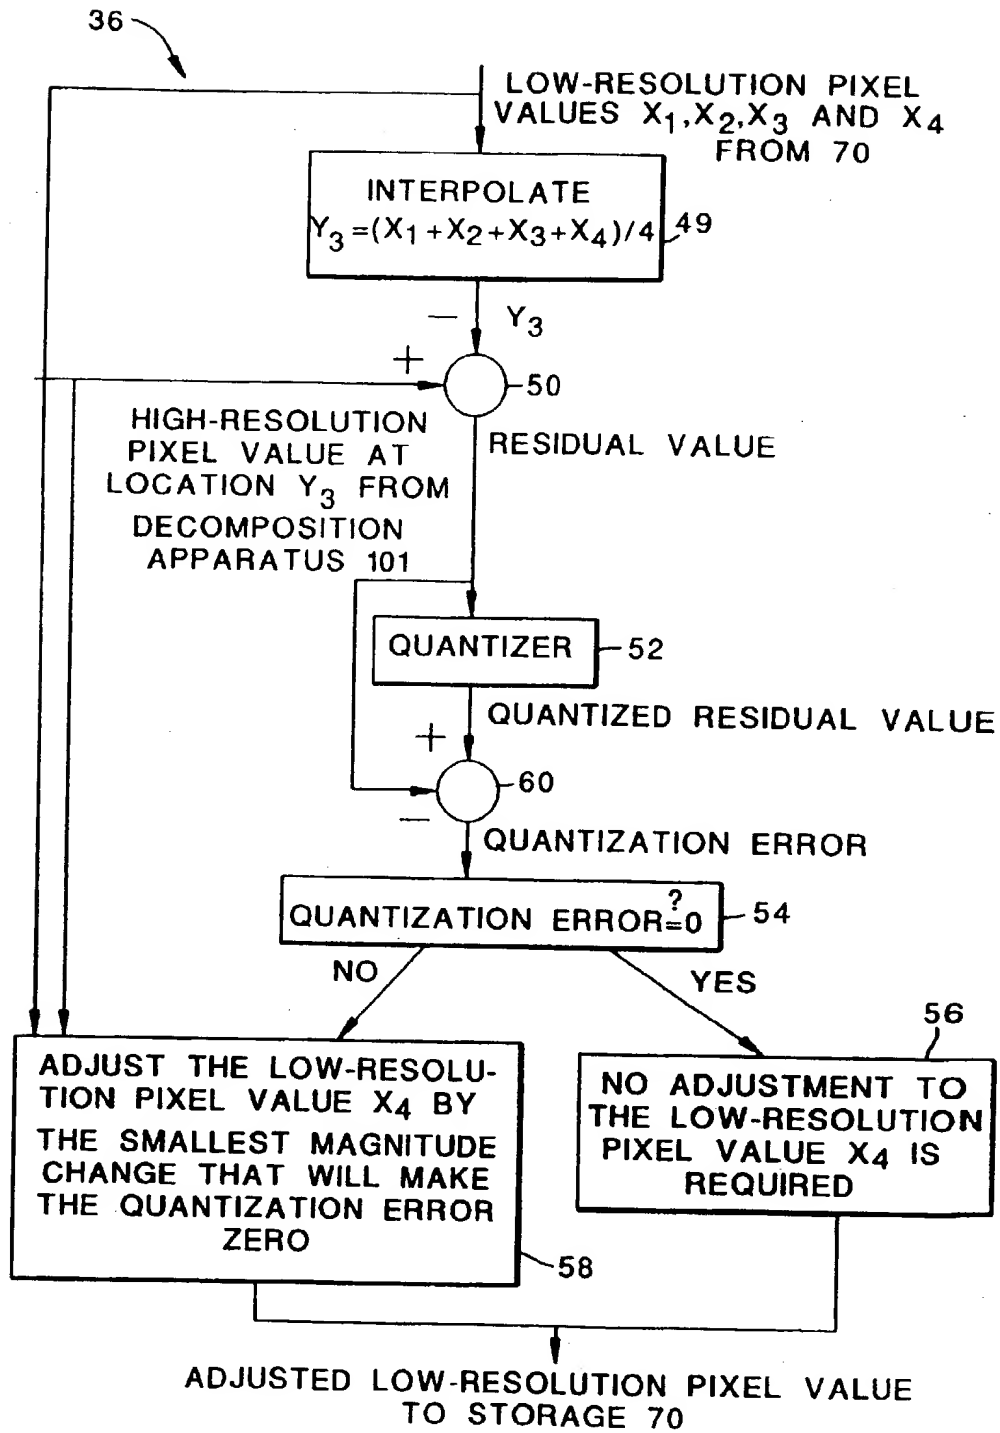 36
LOW-RESOLUTION PIXEL
VALUES X1,X2,X3 AND X4
FROM 70
INTERPOLATE
Y3=(X1+X2+X3+X4)/4
49
− Y3
+
50
HIGH-RESOLUTION
PIXEL VALUE AT
LOCATION Y3 FROM
DECOMPOSITION
APPARATUS 101
RESIDUAL VALUE
QUANTIZER
52
QUANTIZED RESIDUAL VALUE
+
60
−
QUANTIZATION ERROR
QUANTIZATION ERROR=?0
54
NO
YES
56
ADJUST THE LOW-RESOLU-
TION PIXEL VALUE X4 BY
THE SMALLEST MAGNITUDE
CHANGE THAT WILL MAKE
THE QUANTIZATION ERROR
ZERO
58
NO ADJUSTMENT TO
THE LOW-RESOLUTION
PIXEL VALUE X4 IS
REQUIRED
ADJUSTED LOW-RESOLUTION PIXEL VALUE
TO STORAGE 70